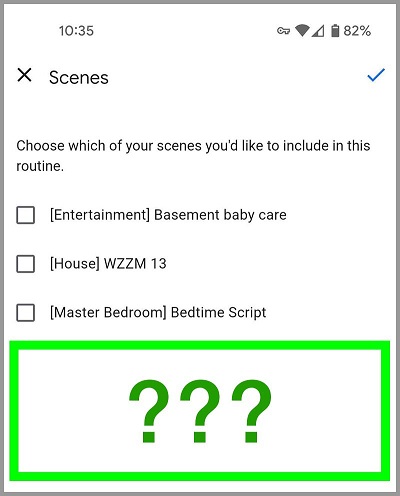 10:35
82%
Scenes
Choose which of your scenes you'd like to include in this
routine.
[Entertainment] Basement baby care
[House] WZZM 13
[Master Bedroom] Bedtime Script
???